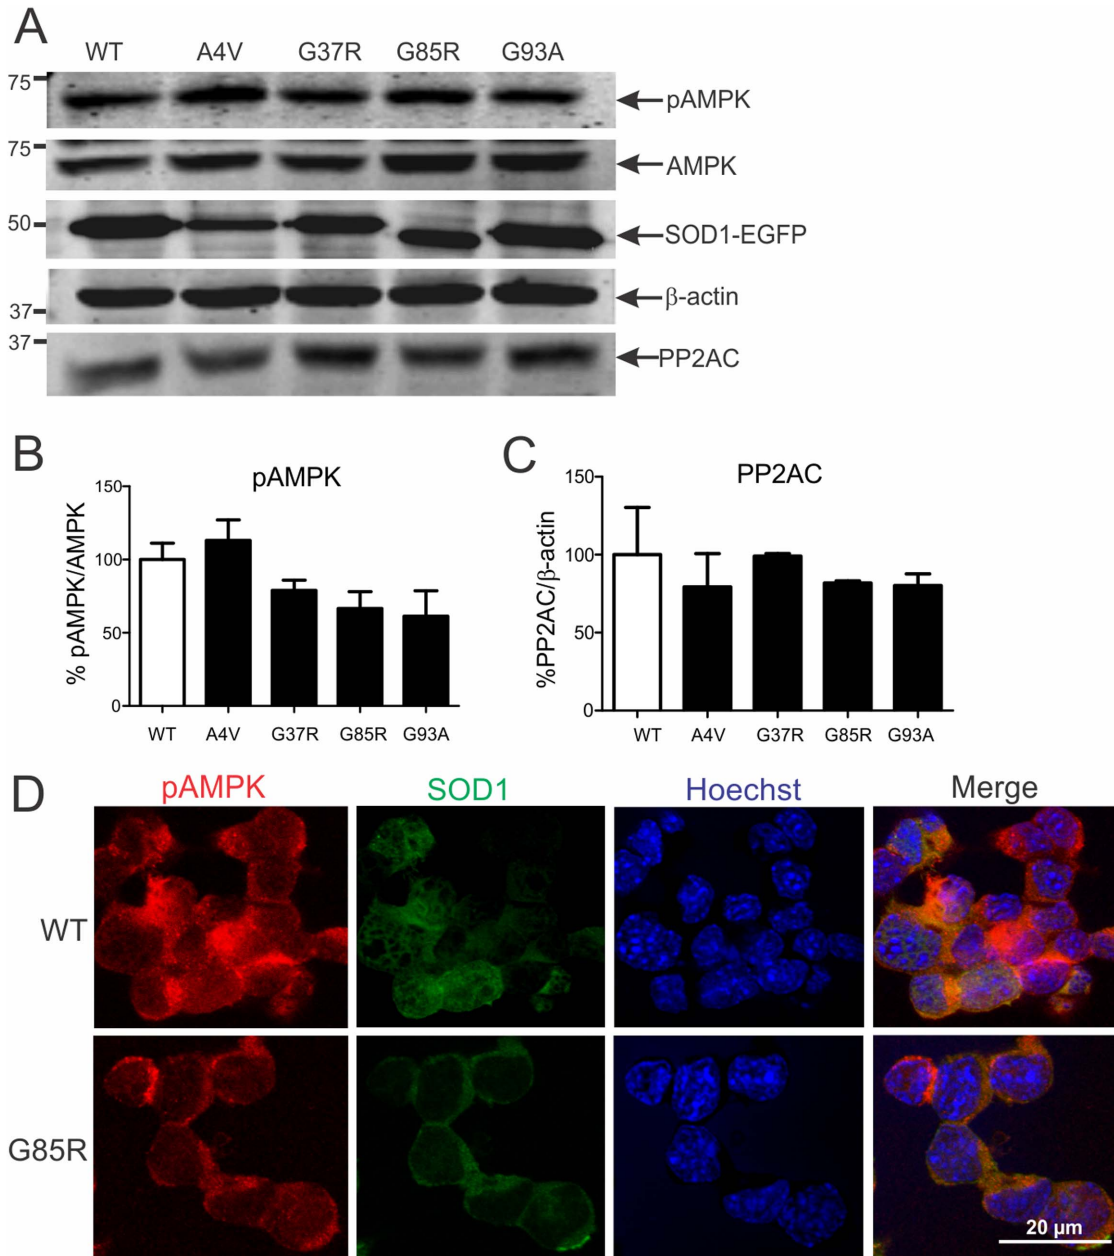 A
WT A4V G37R G85R G93A
75
pAMPK
75
AMPK
50
SOD1-EGFP
β-actin
37
37
PP2AC
B
pAMPK
% pAMPK/AMPK
150
100
50
0
WT A4V G37R G85R G93A
C
PP2AC
%PP2AC/β-actin
150
100
50
0
WT A4V G37R G85R G93A
D
pAMPK SOD1 Hoechst Merge
WT
G85R
20 µm